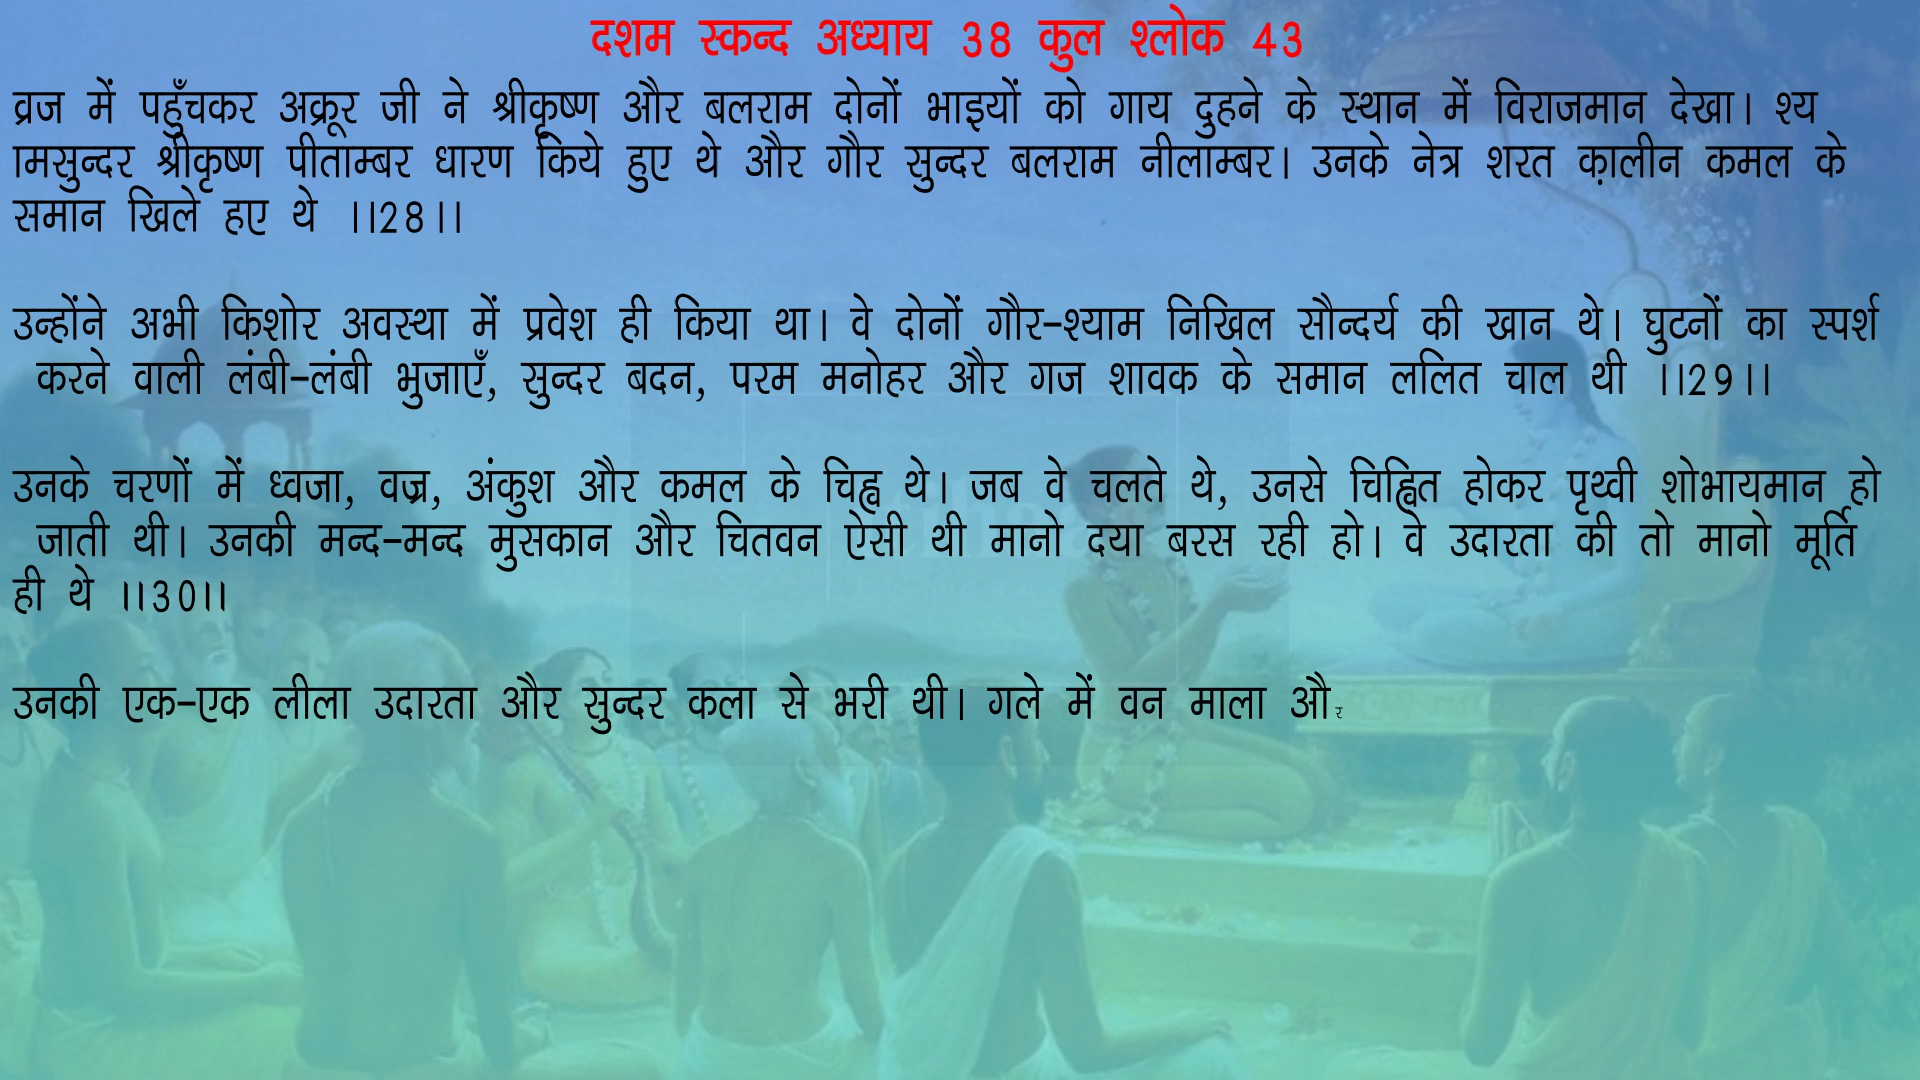 दशम स्कन्द अध्याय 38 कुल श्लोक 43
व्रज में पहुँचकर अक्रूर जी ने श्रीकृष्ण और बलराम दोनों भाइयों को गाय दुहने के स्थान में विराजमान देखा। श्य
ामसुन्दर श्रीकृष्ण पीताम्बर धारण किये हुए थे और गौर सुन्दर बलराम नीलाम्बर। उनके नेत्र शरत क़ालीन कमल के
समान खिले हए थे ।।28।।
उन्होंने अभी किशोर अवस्था में प्रवेश ही किया था। वे दोनों गौर-श्याम निखिल सौन्दर्य की खान थे। घुटनों का स्पर्श
करने वाली लंबी-लंबी भुजाएँ, सुन्दर बदन, परम मनोहर और गज शावक के समान ललित चाल थी ।।29।।
उनके चरणों में ध्वजा, वज्र, अंकुश और कमल के चिह्न थे। जब वे चलते थे, उनसे चिह्नित होकर पृथ्वी शोभायमान हो
जाती थी। उनकी मन्द-मन्द मुसकान और चितवन ऐसी थी मानो दया बरस रही हो। वे उदारता की तो मानो मूर्ति
ही थे ।।30।।
उनकी एक-एक लीला उदारता और सुन्दर कला से भरी थी। गले में वन माला और